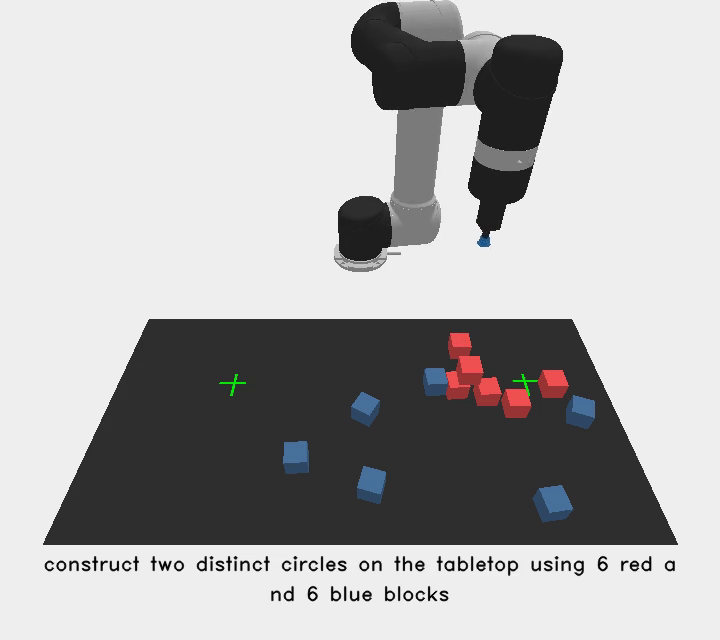 construct two distinct circles on the tabletop using 6 red a
nd 6 blue blocks